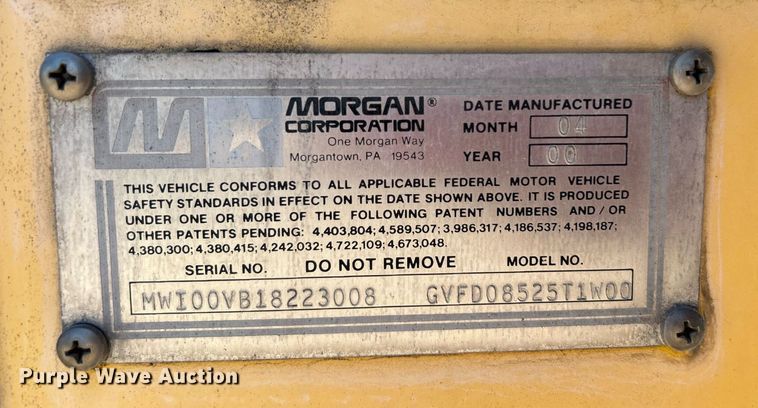 M
MORGAN®
CORPORATION
One Morgan Way
Morgantown, PA 19543
DATE MANUFACTURED
MONTH 04
YEAR 00
THIS VEHICLE CONFORMS TO ALL APPLICABLE FEDERAL MOTOR VEHICLE
SAFETY STANDARDS IN EFFECT ON THE DATE SHOWN ABOVE. IT IS PRODUCED
UNDER ONE OR MORE OF THE FOLLOWING PATENT NUMBERS AND / OR
OTHER PATENTS PENDING: 4,403,804; 4,589,507; 3,986,317; 4,186,537; 4,198,187;
4,380,300; 4,380,415; 4,242,032; 4,722,109; 4,673,048.
SERIAL NO. DO NOT REMOVE MODEL NO.
MWI00VB18223008 GVFD08525T1W00
Purple Wave Auction